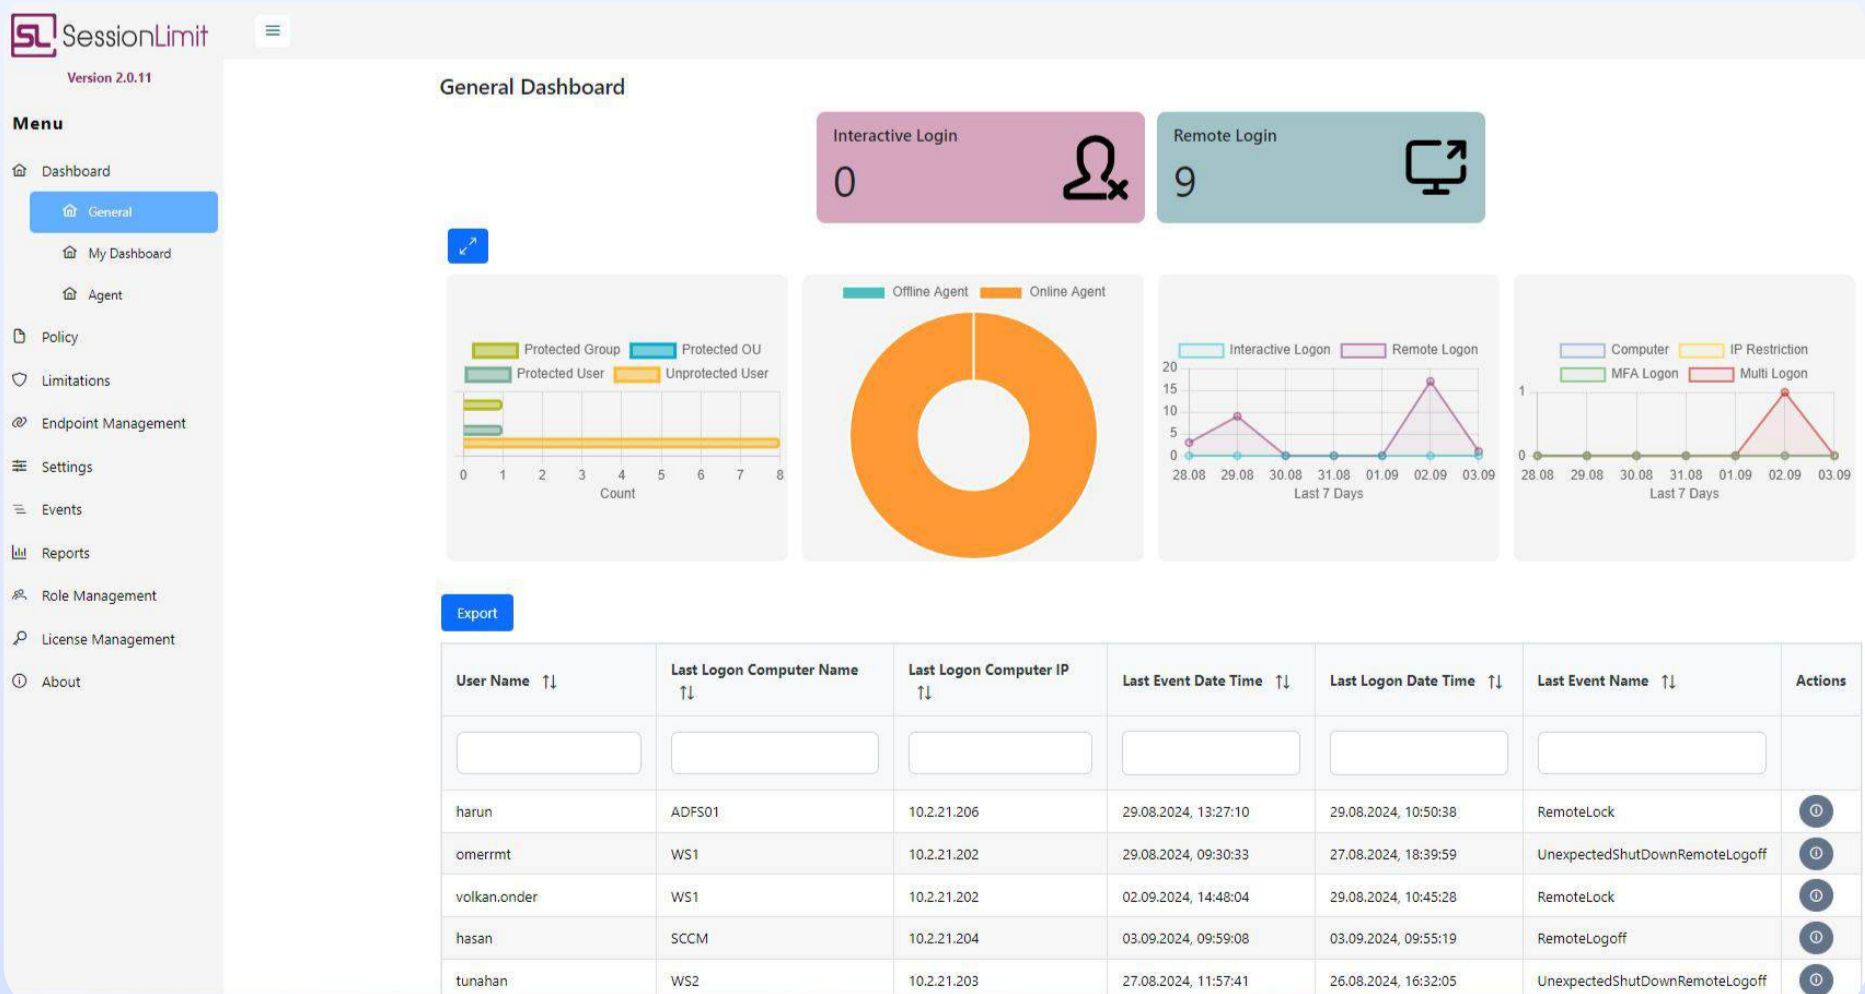 SL SessionLimit
Version 2.0.11
Menu
Dashboard
General
My Dashboard
Agent
Policy
Limitations
Endpoint Management
Settings
Events
Reports
Role Management
License Management
About
General Dashboard
Interactive Login
0
Remote Login
9
Protected Group Protected OU
Protected User Unprotected User
0 1 2 3 4 5 6 7 8
Count
Offline Agent Online Agent
Interactive Logon Remote Logon
20
15
10
5
0
28.08 29.08 30.08 31.08 01.09 02.09 03.09
Last 7 Days
Computer IP Restriction
MFA Logon Multi Logon
1
0
28.08 29.08 30.08 31.08 01.09 02.09 03.09
Last 7 Days
Export
User Name Last Logon Computer Name Last Logon Computer IP Last Event Date Time Last Logon Date Time Last Event Name Actions
harun ADFS01 10.2.21.206 29.08.2024, 13:27:10 29.08.2024, 10:50:38 RemoteLock
omerrmt WS1 10.2.21.202 29.08.2024, 09:30:33 27.08.2024, 18:39:59 UnexpectedShutDownRemoteLogoff
volkan.onder WS1 10.2.21.202 02.09.2024, 14:48:04 29.08.2024, 10:45:28 RemoteLock
hasan SCCM 10.2.21.204 03.09.2024, 09:59:08 03.09.2024, 09:55:19 RemoteLogoff
tunahan WS2 10.2.21.203 27.08.2024, 11:57:41 26.08.2024, 16:32:05 UnexpectedShutDownRemoteLogoff